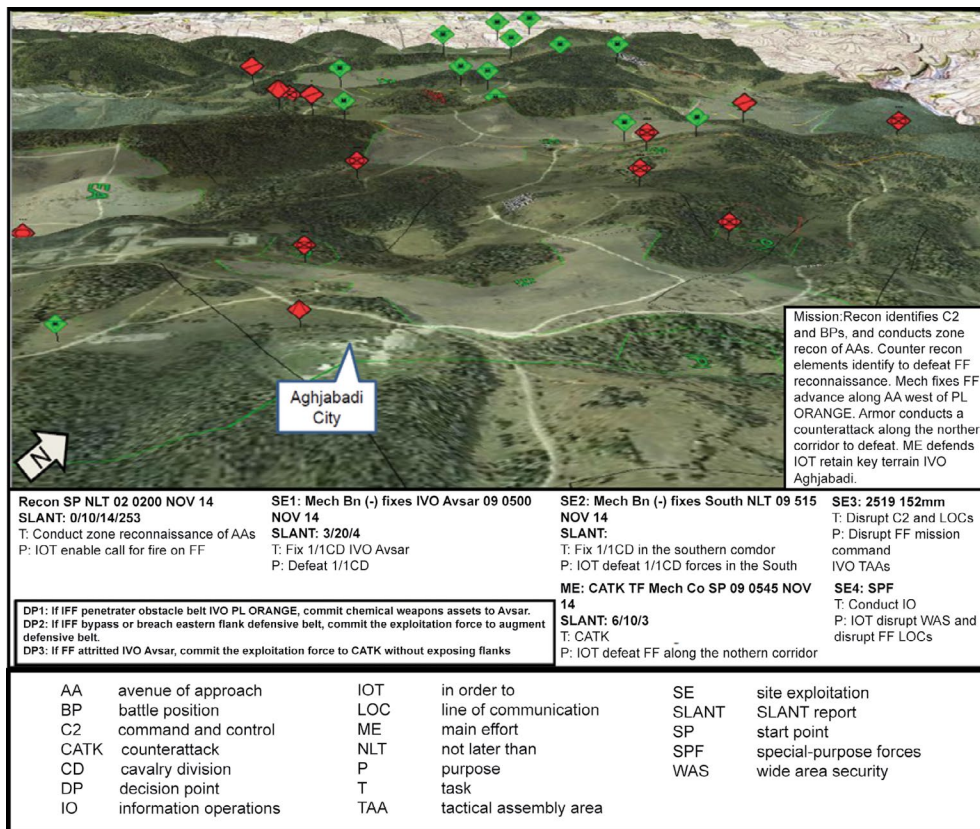 Aghjabadi
City
N
Mission:Recon identifies C2
and BPs, and conducts zone
recon of AAs. Counter recon
elements identify to defeat FF
reconnaissance. Mech fixes FF
advance along AA west of PL
ORANGE. Armor conducts a
counterattack along the norther
corridor to defeat. ME defends
IOT retain key terrain IVO
Aghjabadi.
Recon SP NLT 02 0200 NOV 14
SLANT: 0/10/14/253
T: Conduct zone reconnaissance of AAs
P: IOT enable call for fire on FF
SE1: Mech Bn (-) fixes IVO Avsar 09 0500
NOV 14
SLANT: 3/20/4
T: Fix 1/1CD IVO Avsar
P: Defeat 1/1CD
SE2: Mech Bn (-) fixes South NLT 09 515
NOV 14
SLANT:
T: Fix 1/1CD in the southern comdor
P: IOT defeat 1/1CD forces in the South
ME: CATK TF Mech Co SP 09 0545 NOV
14
SLANT: 6/10/3
T: CATK
P: IOT defeat FF along the nothern corridor
SE3: 2519 152mm
T: Disrupt C2 and LOCs
P: Disrupt FF mission
command
IVO TAAs
SE4: SPF
T: Conduct IO
P: IOT disrupt WAS and
disrupt FF LOCs
DP1: If IFF penetrater obstacle belt IVO PL ORANGE, commit chemical weapons assets to Avsar.
DP2: If IFF bypass or breach eastern flank defensive belt, commit the exploitation force to augment
defensive belt.
DP3: If FF attritted IVO Avsar, commit the exploitation force to CATK without exposing flanks
AA avenue of approach
BP battle position
C2 command and control
CATK counterattack
CD cavalry division
DP decision point
IO information operations
IOT in order to
LOC line of communication
ME main effort
NLT not later than
P purpose
T task
TAA tactical assembly area
SE site exploitation
SLANT SLANT report
SP start point
SPF special-purpose forces
WAS wide area security